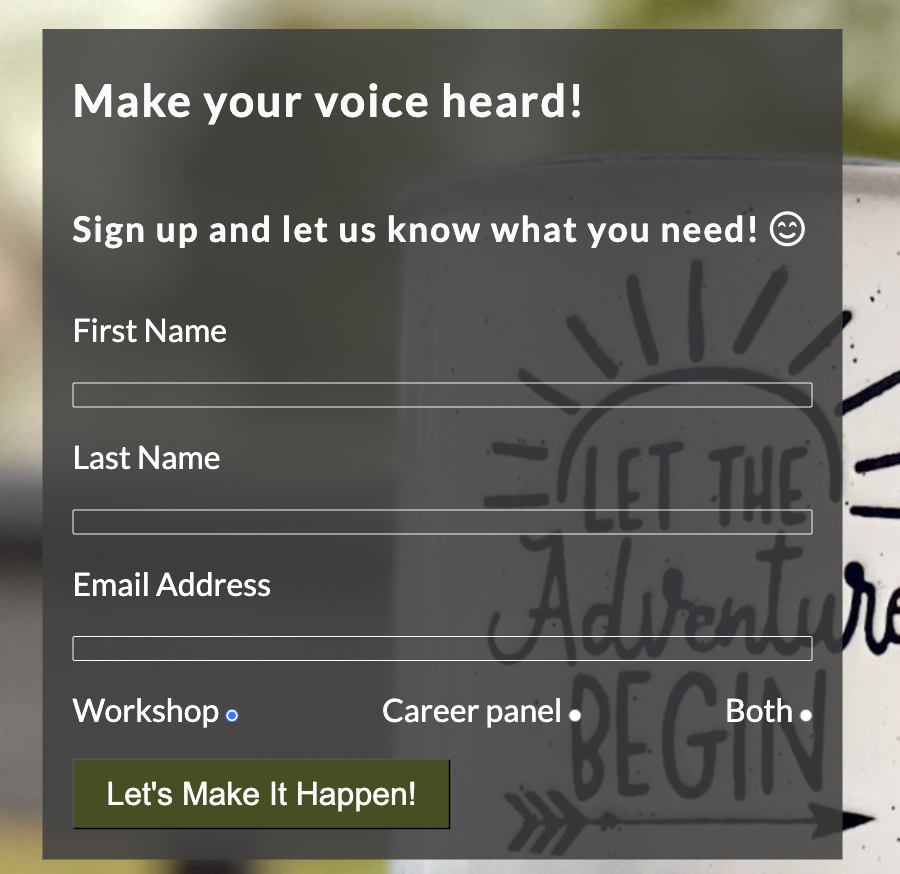 Make your voice heard!
Sign up and let us know what you need! 😊
First Name
Last Name
Email Address
Workshop Career panel Both
Let's Make It Happen!
LET THE
Adventure
BEGIN